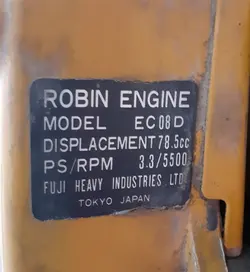 ROBIN ENGINE
MODEL EC08D
DISPLACEMENT 78.5cc
PS/RPM 3.3/5500
FUJI HEAVY INDUSTRIES LTD.
TOKYO JAPAN